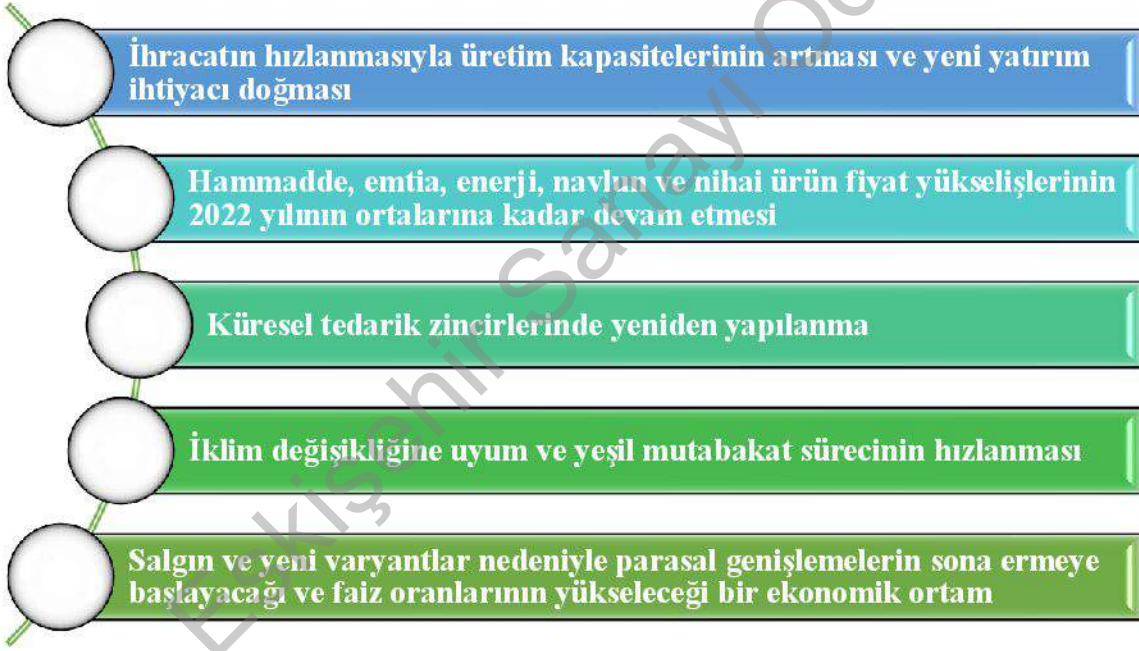 İhracatın hızlanmasıyla üretim kapasitelerinin artması ve yeni yatırım
ihtiyacı doğması
Hammadde, emtia, enerji, navlun ve nihai ürün fiyat yükselişlerinin
2022 yılının ortalarına kadar devam etmesi
Küresel tedarik zincirlerinde yeniden yapılanma
İklim değişikliğine uyum ve yeşil mutabakat sürecinin hızlanması
Salgın ve yeni varyantlar nedeniyle parasal genişlemelerin sona ermeye
başlayacağı ve faiz oranlarının yükseleceği bir ekonomik ortam
Eskişehir Sanayi